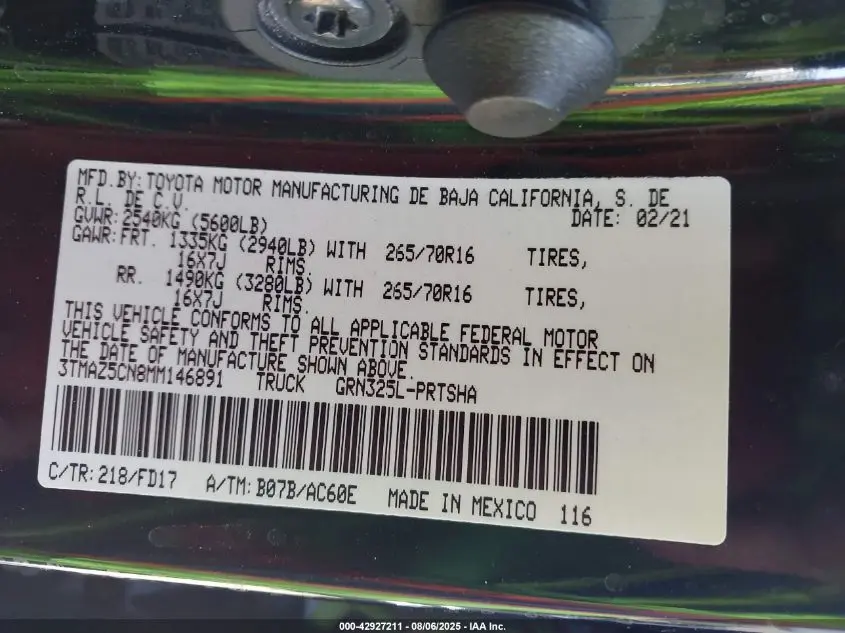 MFD.BY: TOYOTA MOTOR MANUFACTURING DE BAJA CALIFORNIA, S. DE
R.L. DE C.V. DATE: 02/21
GVWR: 2540KG (5600LB)
GAWR: FRT. 1335KG (2940LB) WITH 265/70R16 TIRES,
16X7J RIMS.
RR. 1490KG (3280LB) WITH 265/70R16 TIRES,
16X7J RIMS.
THIS VEHICLE CONFORMS TO ALL APPLICABLE FEDERAL MOTOR
VEHICLE SAFETY AND THEFT PREVENTION STANDARDS IN EFFECT ON
THE DATE OF MANUFACTURE SHOWN ABOVE.
3TMAZ5CN8MM146891 TRUCK GRN325L-PRTSHA
C/TR: 218/FD17 A/TM: B07B/AC60E MADE IN MEXICO 116
000-42927211 - 08/06/2025 - IAA Inc.